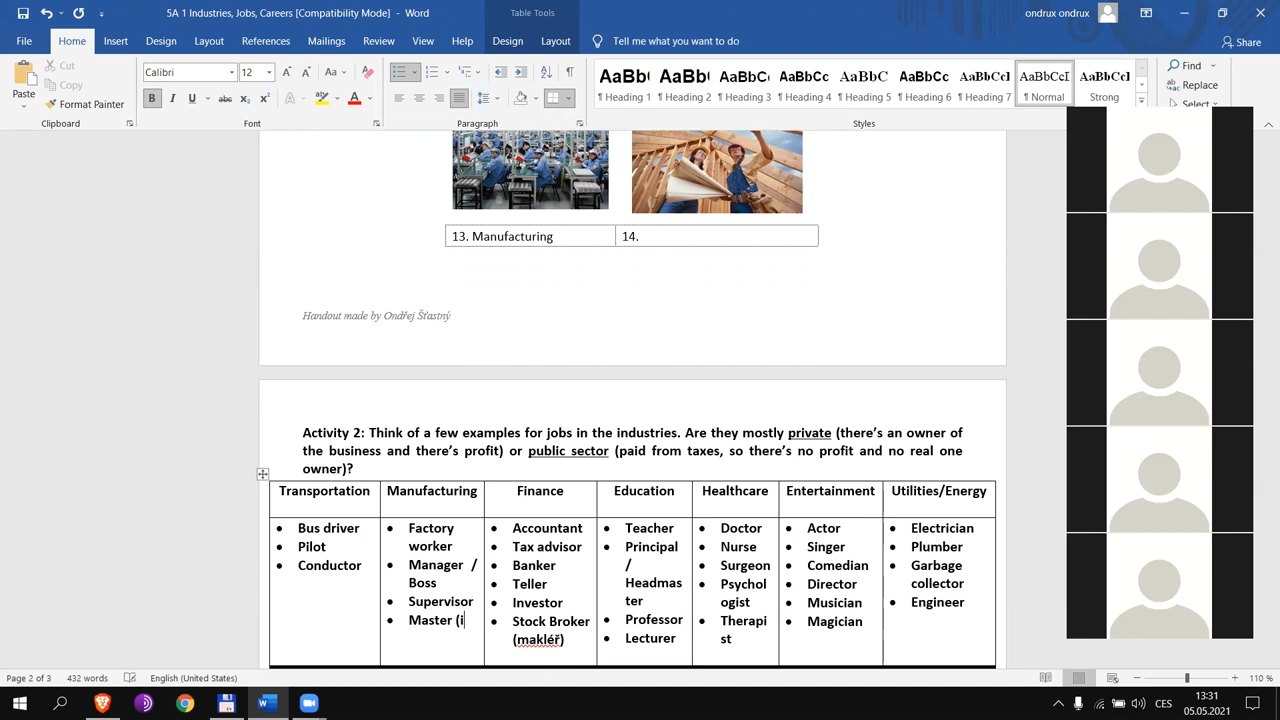 5A 1 Industries, Jobs, Careers [Compatibility Mode] - Word
Table Tools
ondrux ondrux
File Home Insert Design Layout References Mailings Review View Help Design Layout Tell me what you want to do Share
Paste
Cut
Copy
Format Painter
Clipboard
Calibri 12
Font
Paragraph
AaBb( AaBb( AaBbCc AaBbCc AaBbC AaBbCc AaBbCc AaBbCcI AaBbCcI
Heading 1 Heading 2 Heading 3 Heading 4 Heading 5 Heading 6 Heading 7 Normal Strong
Styles
Find
Replace
Select
13. Manufacturing 14.
Handout made by Ondřej Šťastný
Activity 2: Think of a few examples for jobs in the industries. Are they mostly private (there's an owner of
the business and there's profit) or public sector (paid from taxes, so there's no profit and no real one
owner)?
Transportation Manufacturing Finance Education Healthcare Entertainment Utilities/Energy
• Bus driver
• Pilot
• Conductor
• Factory
worker
• Manager /
Boss
• Supervisor
• Master (i
• Accountant
• Tax advisor
• Banker
• Teller
• Investor
• Stock Broker
(makléř)
• Teacher
• Principal
/
Headmas
ter
• Professor
• Lecturer
• Doctor
• Nurse
• Surgeon
• Psychol
ogist
• Therapi
st
• Actor
• Singer
• Comedian
• Director
• Musician
• Magician
• Electrician
• Plumber
• Garbage
collector
• Engineer
Page 2 of 3 432 words English (United States) 110 %
CES 13:31
05.05.2021